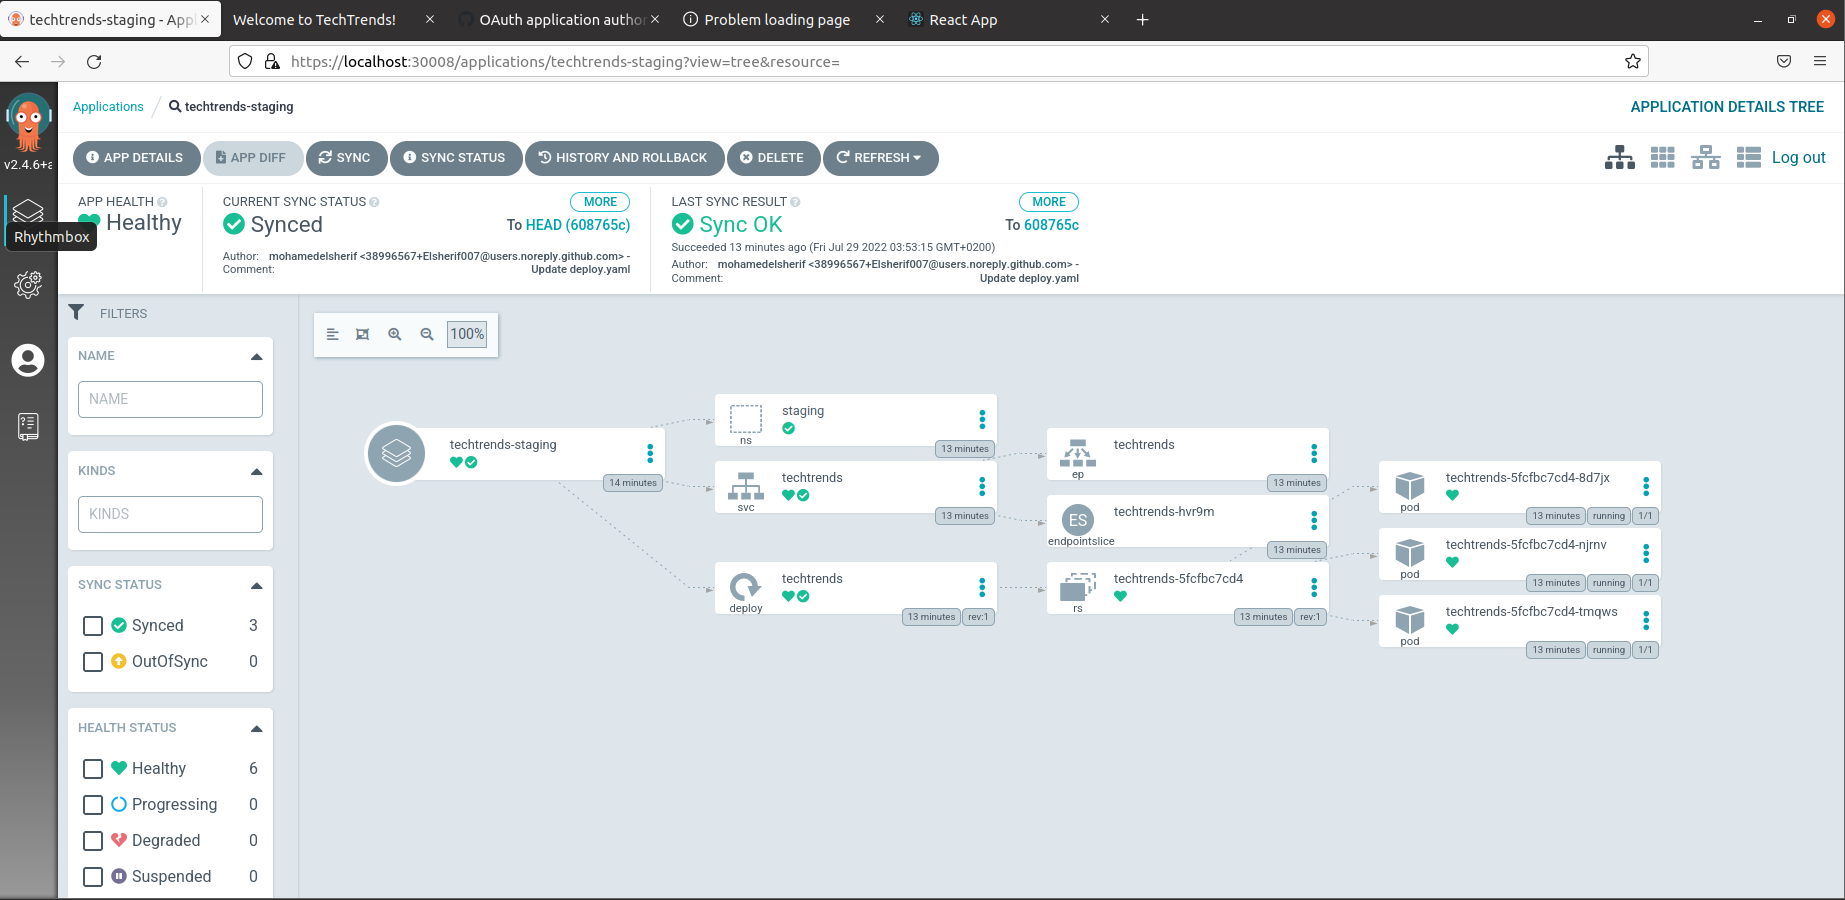 techtrends-staging - App
Welcome to TechTrends!
OAuth application author
Problem loading page
React App
https://localhost:30008/applications/techtrends-staging?view=tree&resource=
v2.4.6+a
Rhythmbox
Applications
techtrends-staging
APPLICATION DETAILS TREE
APP DETAILS
APP DIFF
SYNC
SYNC STATUS
HISTORY AND ROLLBACK
DELETE
REFRESH
Log out
APP HEALTH
Healthy
CURRENT SYNC STATUS
MORE
Synced
To HEAD (608765c)
Author: mohamedelsherif <38996567+Elsherif007@users.noreply.github.com> -
Comment: Update deploy.yaml
LAST SYNC RESULT
MORE
Sync OK
To 608765c
Succeeded 13 minutes ago (Fri Jul 29 2022 03:53:15 GMT+0200)
Author: mohamedelsherif <38996567+Elsherif007@users.noreply.github.com> -
Comment: Update deploy.yaml
FILTERS
NAME
NAME
KINDS
KINDS
SYNC STATUS
Synced 3
OutOfSync 0
HEALTH STATUS
Healthy 6
Progressing 0
Degraded 0
Suspended 0
100%
techtrends-staging
14 minutes
staging
ns
13 minutes
techtrends
svc
13 minutes
techtrends
deploy
13 minutes rev:1
techtrends
ep
13 minutes
ES
techtrends-hvr9m
endpointslice
13 minutes
techtrends-5fcfbc7cd4
rs
13 minutes rev:1
techtrends-5fcfbc7cd4-8d7jx
pod
13 minutes running 1/1
techtrends-5fcfbc7cd4-njrnv
pod
13 minutes running 1/1
techtrends-5fcfbc7cd4-tmqws
pod
13 minutes running 1/1